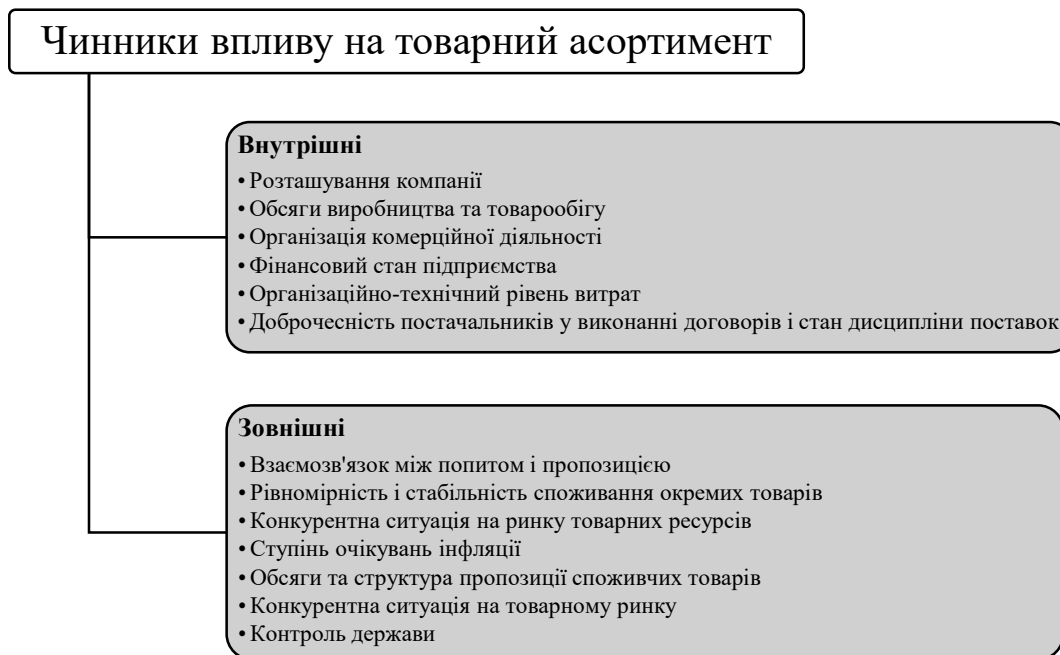 Чинники впливу на товарний асортимент
Внутрішні
• Розташування компанії
• Обсяги виробництва та товарообігу
• Організація комерційної діяльності
• Фінансовий стан підприємства
• Організаційно-технічний рівень витрат
• Доброчесність постачальників у виконанні договорів і стан дисципліни поставок
Зовнішні
• Взаємозв'язок між попитом і пропозицією
• Рівномірність і стабільність споживання окремих товарів
• Конкурентна ситуація на ринку товарних ресурсів
• Ступінь очікувань інфляції
• Обсяги та структура пропозиції споживчих товарів
• Конкурентна ситуація на товарному ринку
• Контроль держави